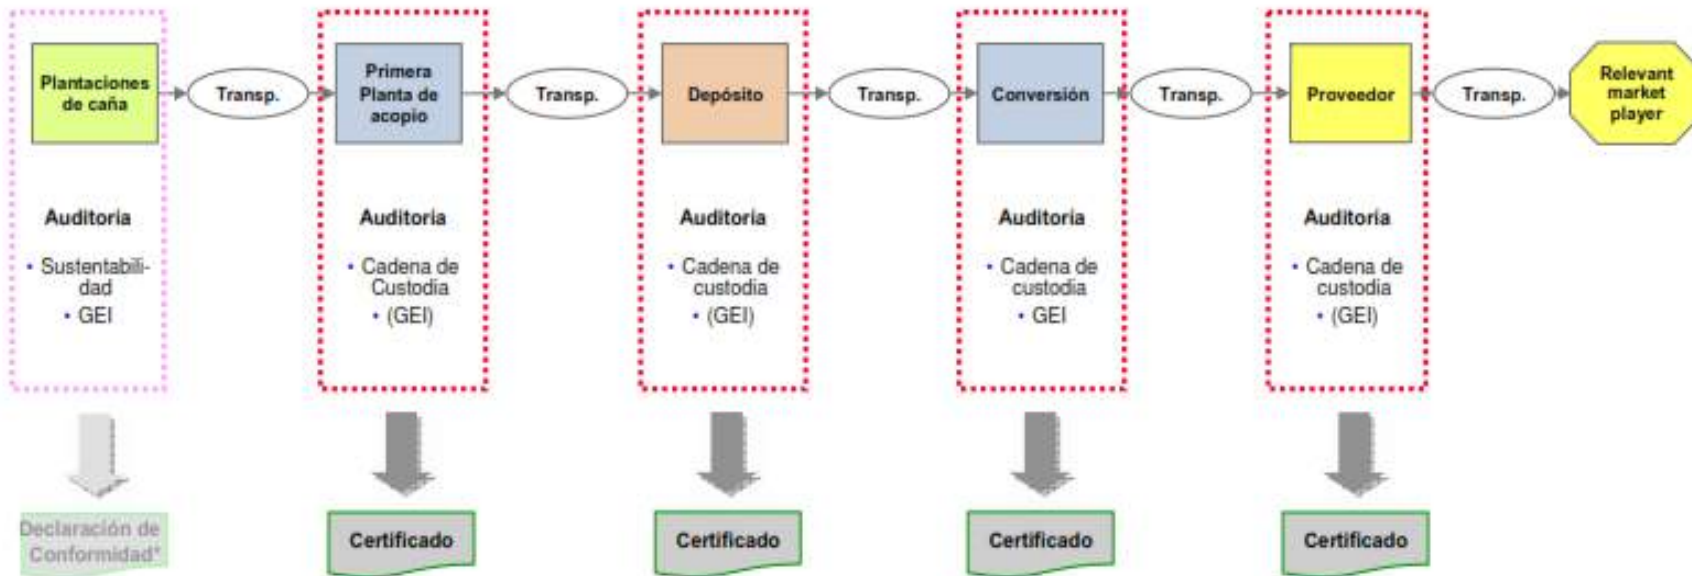 Plantaciones
de caña
Transp.
Primera
Planta de
acopio
Transp.
Depósito
Transp.
Conversión
Transp.
Proveedor
Transp.
Relevant
market
player
Auditoria
• Sustentabili-
dad
• GEI
Auditoria
• Cadena de
Custodia
• (GEI)
Auditoria
• Cadena de
custodia
• (GEI)
Auditoria
• Cadena de
custodia
• GEI
Auditoria
• Cadena de
custodia
• (GEI)
Declaración de
Conformidad*
Certificado
Certificado
Certificado
Certificado